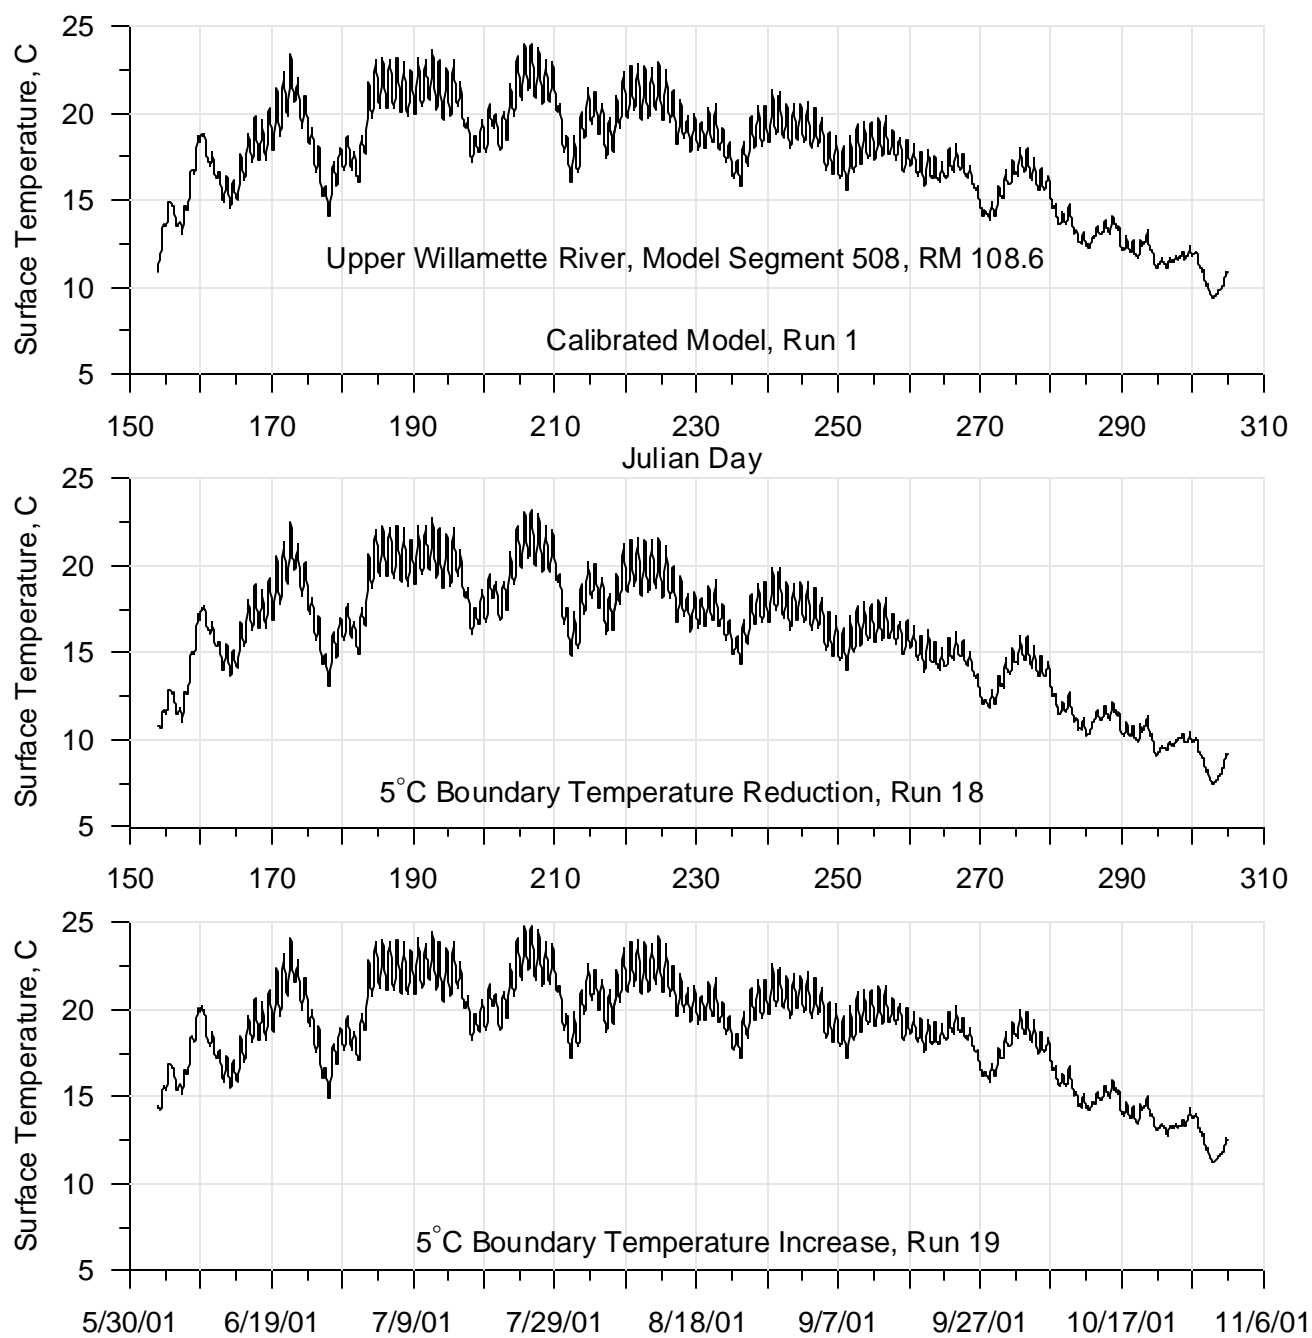 25
20
15
10
5
Surface Temperature, C
Upper Willamette River, Model Segment 508, RM 108.6
Calibrated Model, Run 1
150 170 190 210 230 250 270 290 310
Julian Day
25
20
15
10
5
Surface Temperature, C
5°C Boundary Temperature Reduction, Run 18
150 170 190 210 230 250 270 290 310
25
20
15
10
5
Surface Temperature, C
5°C Boundary Temperature Increase, Run 19
5/30/01 6/19/01 7/9/01 7/29/01 8/18/01 9/7/01 9/27/01 10/17/01 11/6/01